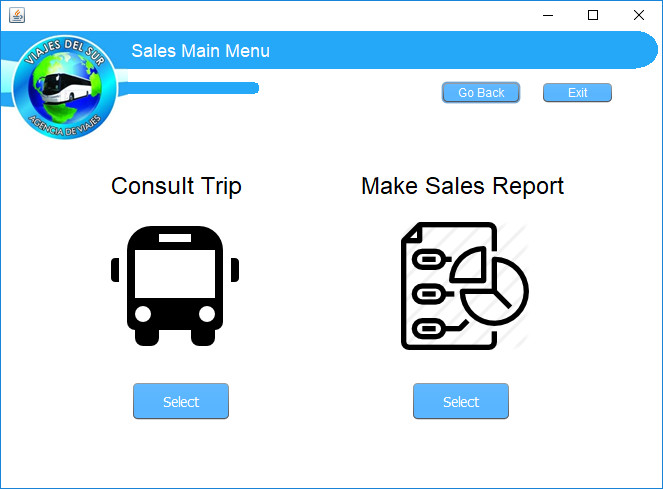 VIAJES DEL SUR
AGENCIA DE VIAJES
Sales Main Menu
Go Back
Exit
Consult Trip
Make Sales Report
Select
Select